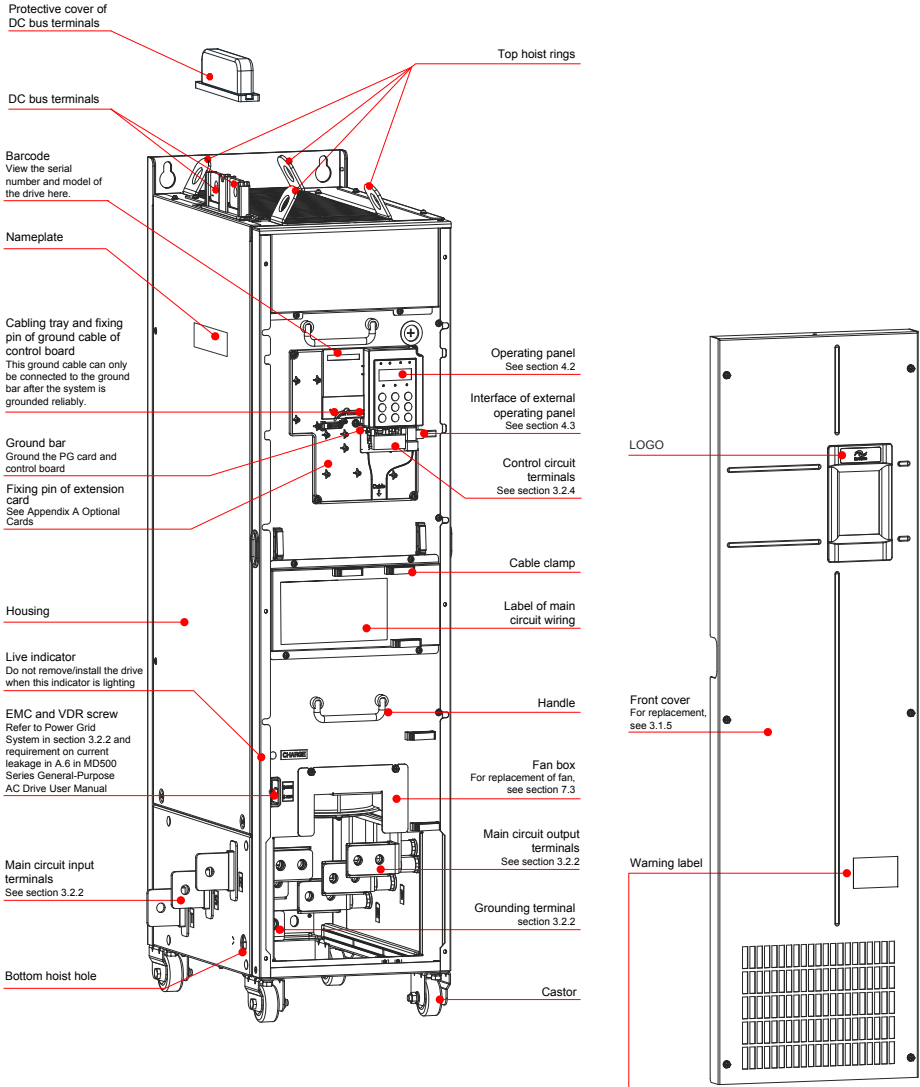 Protective cover of
DC bus terminals
DC bus terminals
Barcode
View the serial
number and model of
the drive here.
Nameplate
Cabling tray and fixing
pin of ground cable of
control board
This ground cable can only
be connected to the ground
bar after the system is
grounded reliably.
Ground bar
Ground the PG card and
control board
Fixing pin of extension
card
See Appendix A Optional
Cards
Housing
Live indicator
Do not remove/install the drive
when this indicator is lighting
EMC and VDR screw
Refer to Power Grid
System in section 3.2.2 and
requirement on current
leakage in A.6 in MD500
Series General-Purpose
AC Drive User Manual
Main circuit input
terminals
See section 3.2.2
Bottom hoist hole
CHARGE
Top hoist rings
Operating panel
See section 4.2
Interface of external
operating panel
See section 4.3
Control circuit
terminals
See section 3.2.4
Cable clamp
Label of main
circuit wiring
Handle
Fan box
For replacement of fan,
see section 7.3
Main circuit output
terminals
See section 3.2.2
Grounding terminal
section 3.2.2
Castor
LOGO
Front cover
For replacement,
see 3.1.5
Warning label